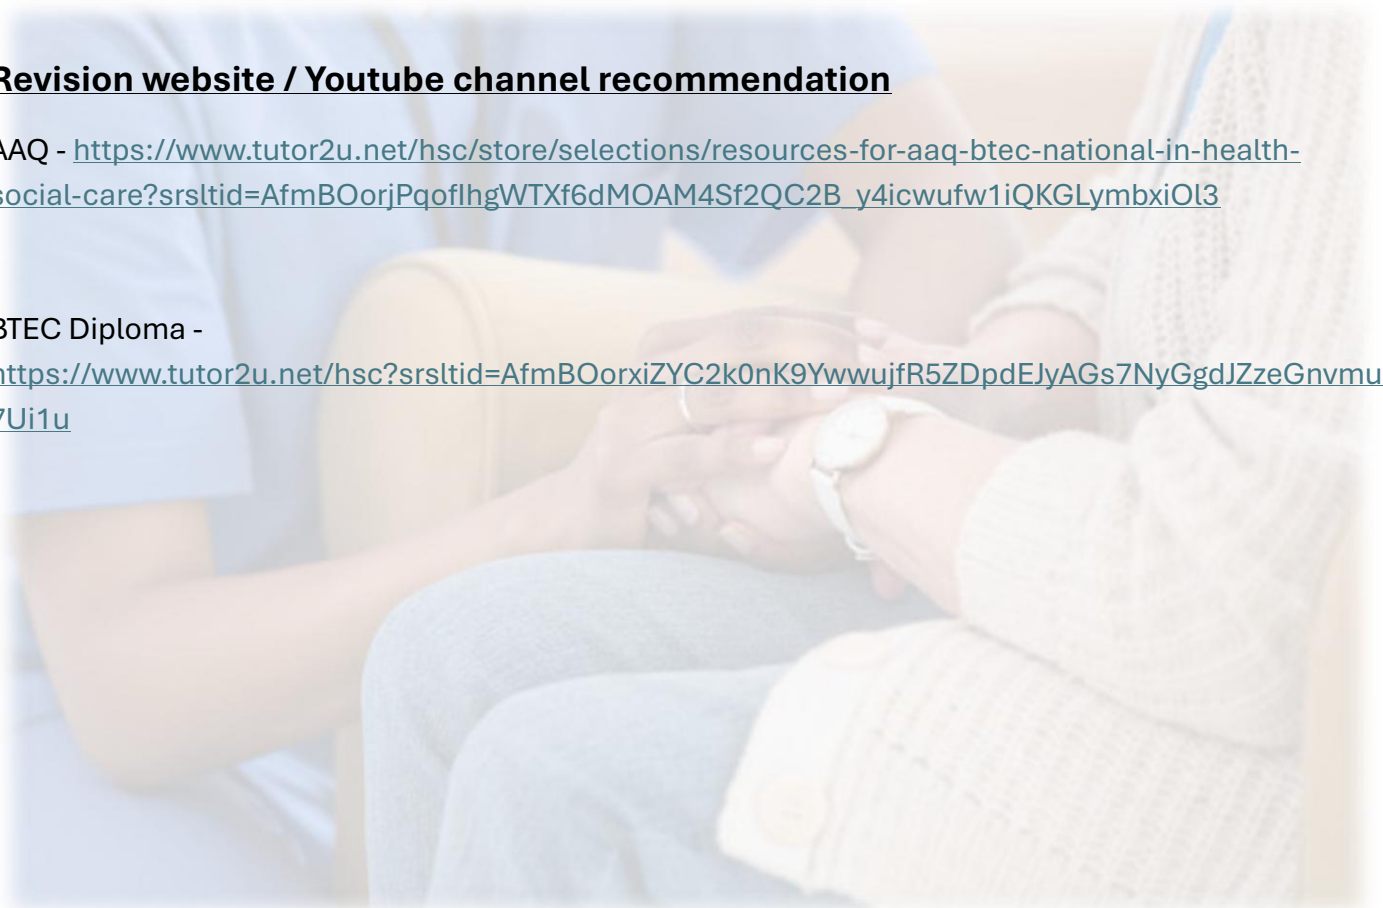 Revision website / Youtube channel recommendation
AAQ - https://www.tutor2u.net/hsc/store/selections/resources-for-aaq-btec-national-in-health-
social-care?srsltid=AfmBOorjPqoflhgWTXf6dMOAM4Sf2QC2B_y4icwufw1iQKGLymbxiOl3
BTEC Diploma -
https://www.tutor2u.net/hsc?srsltid=AfmBOorxiZYC2k0nK9YwwujfR5ZDpdEJyAGs7NyGgdJZzeGnvmu
7Ui1u